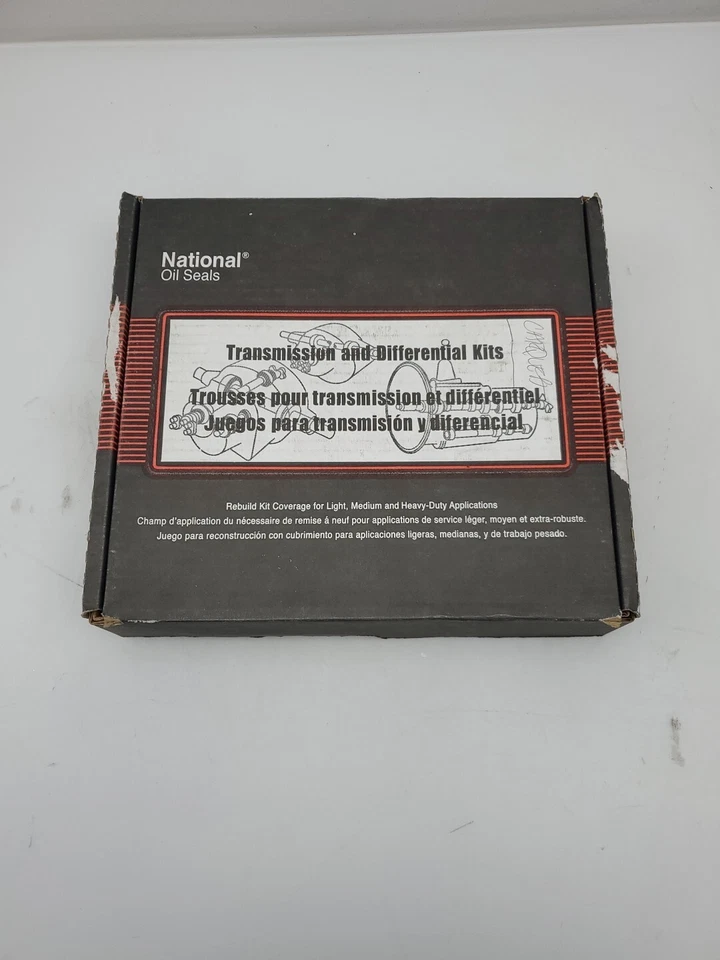 National®
Oil Seals
Transmission and Differential Kits
Trousses pour transmission et différentiel
Juegos para transmisión y diferencial
Rebuild Kit Coverage for Light, Medium and Heavy-Duty Applications
Champ d'application du nécessaire de remise à neuf pour applications de service léger, moyen et extra-robuste.
Juego para reconstrucción con cubrimiento para aplicaciones ligeras, medianas, y de trabajo pesado.